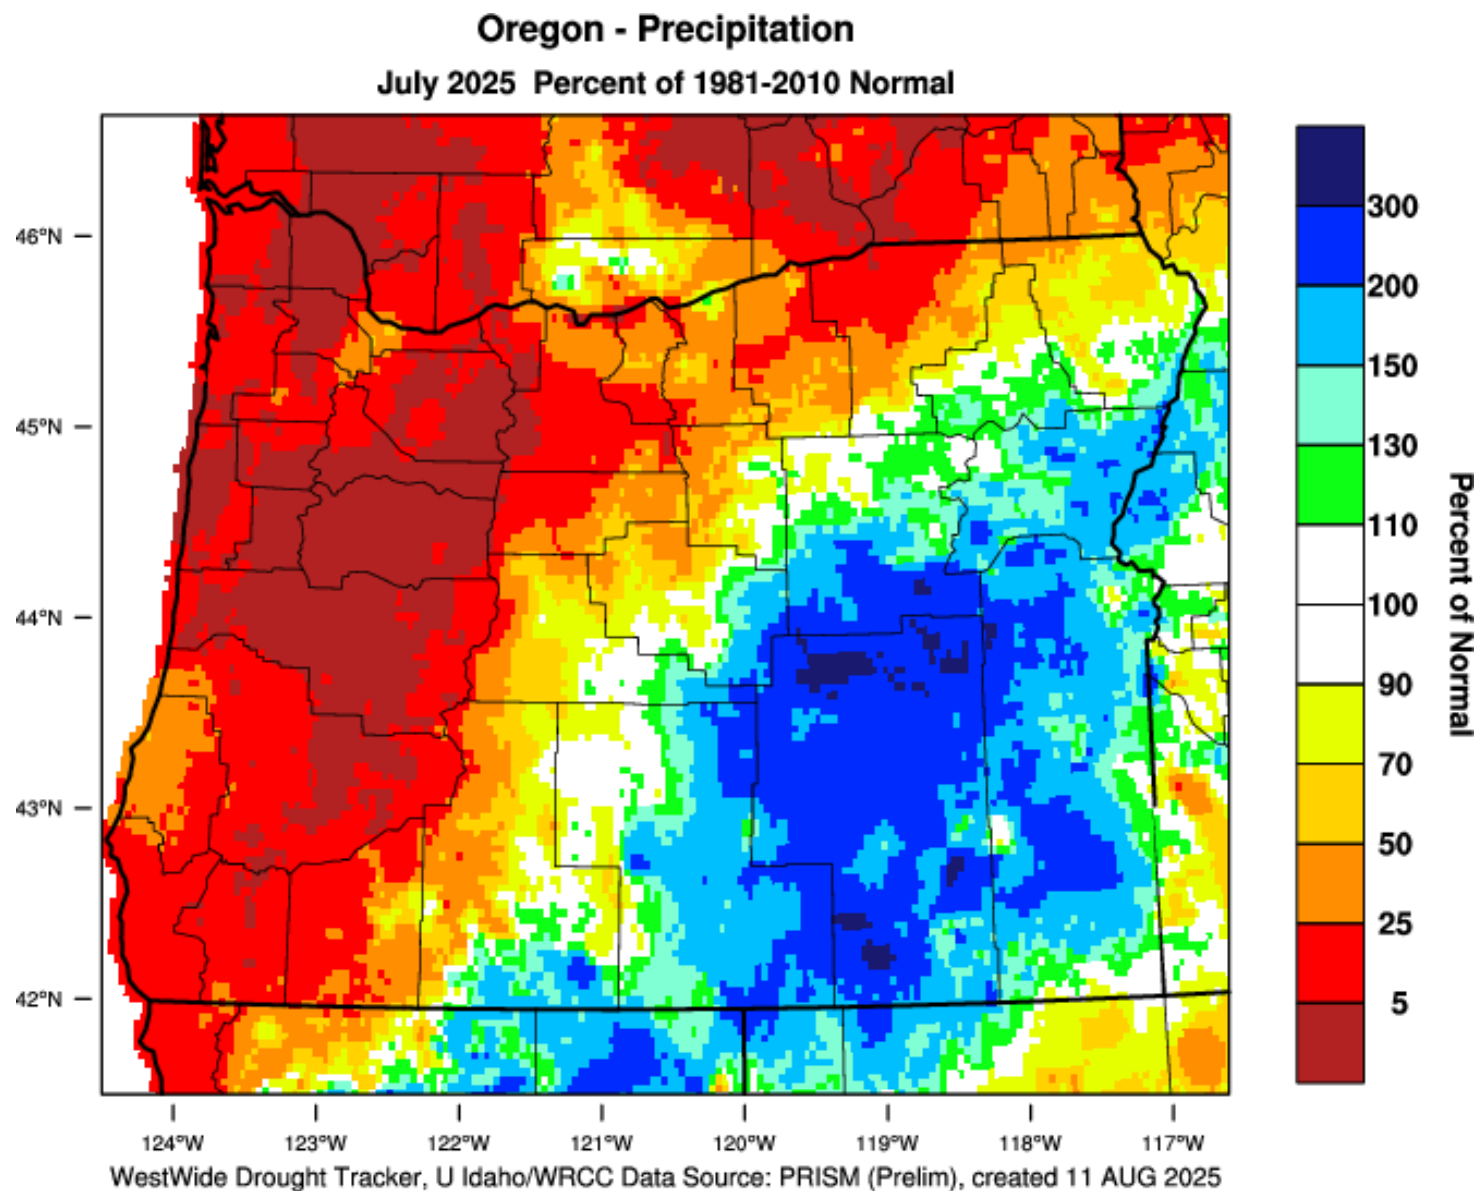 Oregon - Precipitation
July 2025 Percent of 1981-2010 Normal
46°N
45°N
44°N
43°N
42°N
124°W 123°W 122°W 121°W 120°W 119°W 118°W 117°W
300
200
150
130
110
100
90
70
50
25
5
Percent of Normal
WestWide Drought Tracker, U Idaho/WRCC Data Source: PRISM (Prelim), created 11 AUG 2025